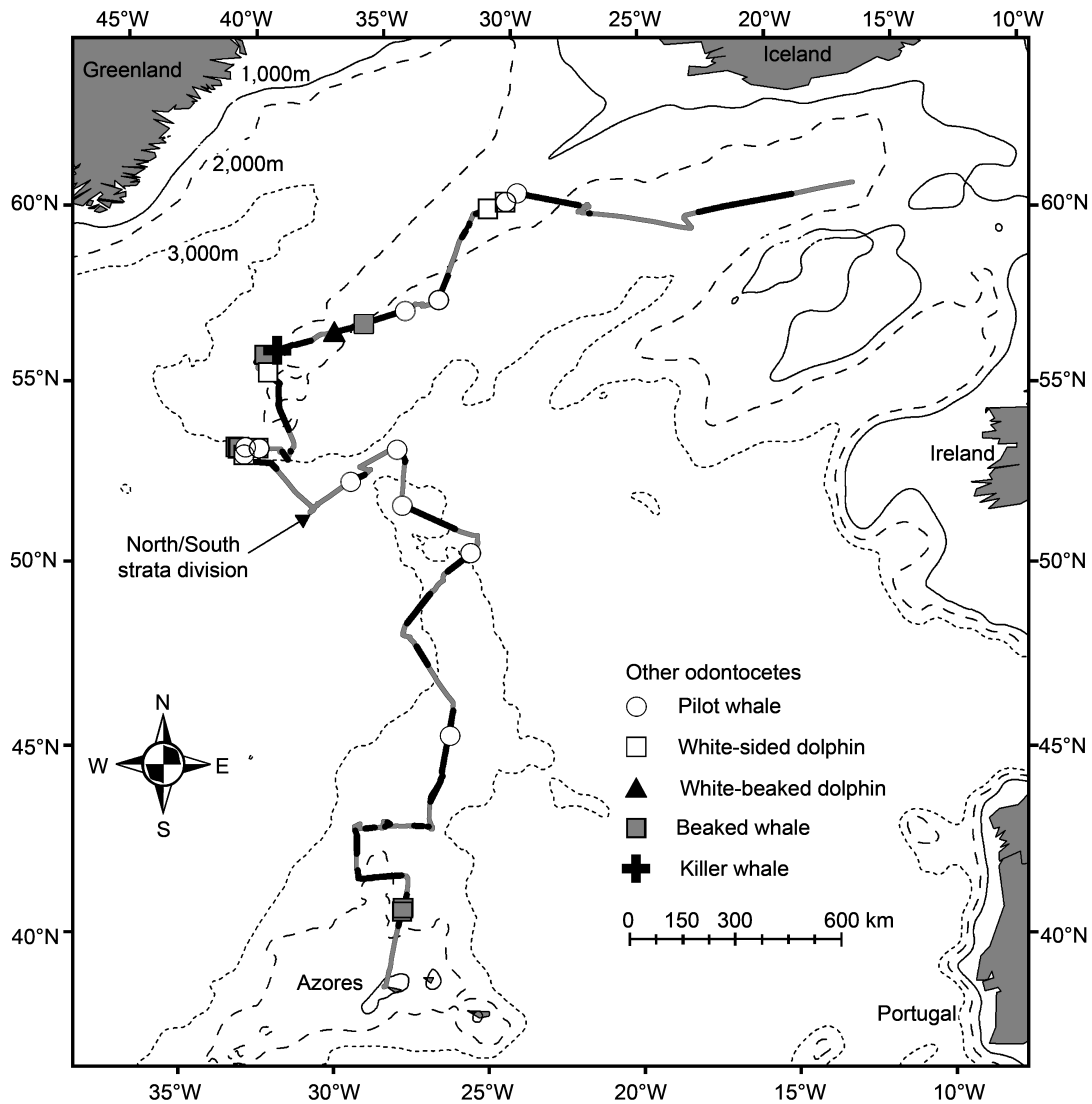 45°W 40°W 35°W 30°W 25°W 20°W 15°W 10°W
Greenland
1,000m
Iceland
2,000m
60°N 60°N
3,000m
55°N 55°N
Ireland
North/South
strata division
50°N 50°N
Other odontocetes
Pilot whale
White-sided dolphin
White-beaked dolphin
Beaked whale
Killer whale
N
W E
S
45°N 45°N
0 150 300 600 km
40°N 40°N
Azores
Portugal
35°W 30°W 25°W 20°W 15°W 10°W